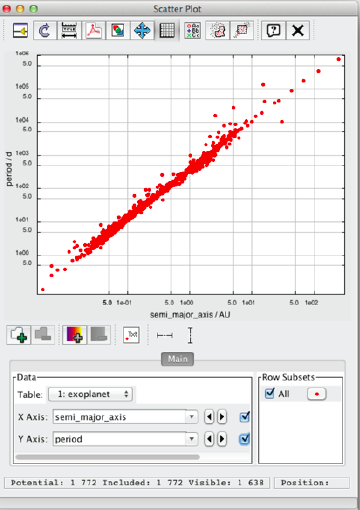 Scatter Plot
1e06
5.0
1e05
5.0
1e04
5.0
1e03
5.0
1e02
5.0
1e01
5.0
1e00
5.0
period / d
5.0 1e-01 5.0 1e00 5.0 1e01 5.0 1e02
semi_major_axis / AU
Txt
Main
Data
Table: 1: exoplanet
X Axis: semi_major_axis
Y Axis: period
Row Subsets
All
Potential: 1 772 Included: 1 772 Visible: 1 638 Position: